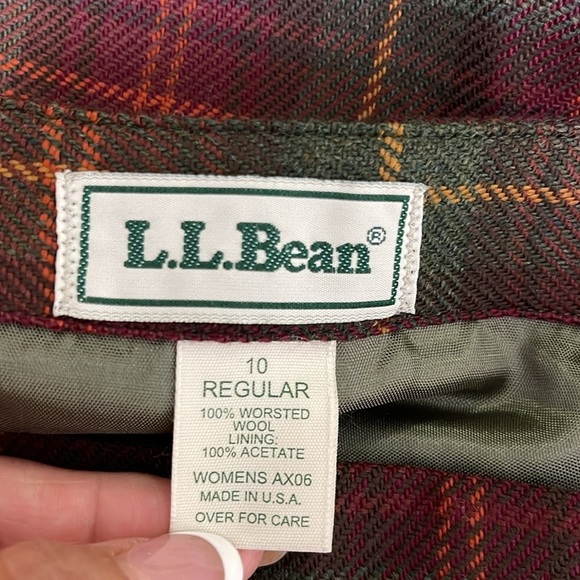 L.L.Bean®
10
REGULAR
100% WORSTED
WOOL
LINING:
100% ACETATE
WOMENS AX06
MADE IN U.S.A.
OVER FOR CARE